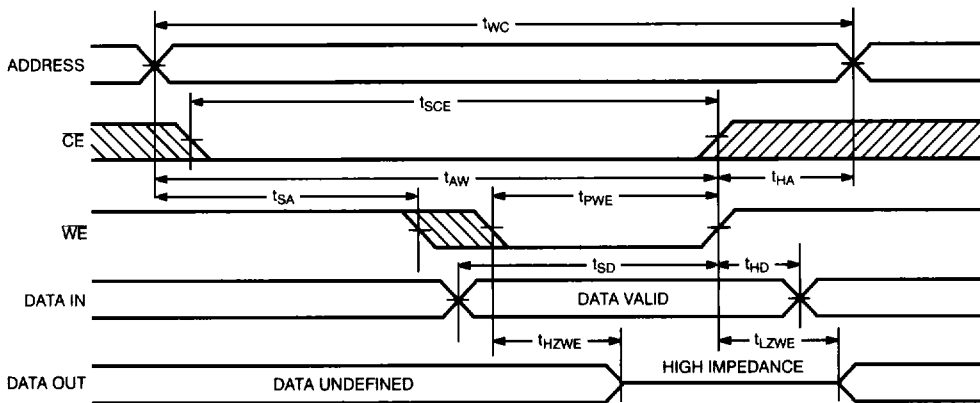 tWC
ADDRESS
tSCE
CE
tAW
tHA
tSA
tPWE
WE
tSD
tHD
DATA IN
DATA VALID
tHZWE
tLZWE
HIGH IMPEDANCE
DATA OUT
DATA UNDEFINED